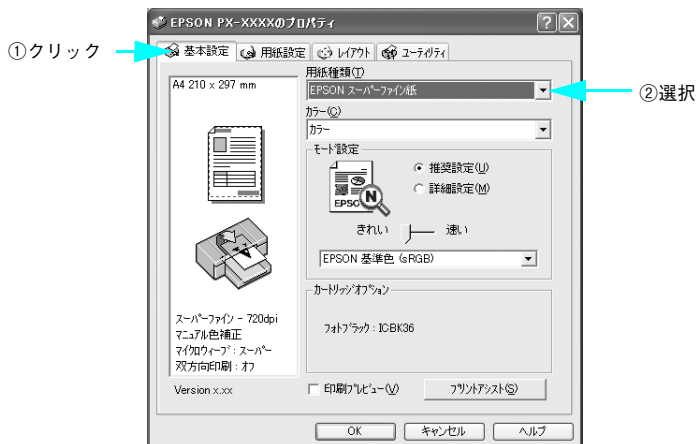 EPSON PX-XXXXのプロパティ
①クリック
基本設定 用紙設定 レイアウト ユーティリティ
A4 210 x 297 mm
用紙種類(T)
EPSON スーパーファイン紙
②選択
カラー(C)
カラー
モード設定
推奨設定(U)
詳細設定(M)
EPSON
N
きれい 速い
EPSON 基準色 (sRGB)
カートリッジオプション
フォトブラック : ICBK36
スーパーファイン - 720dpi
マニュアル色補正
マイクロウィーブ : スーパー
双方向印刷 : オフ
Version x.xx
印刷プレビュー(V) プリントアシスト(S)
OK キャンセル ヘルプ